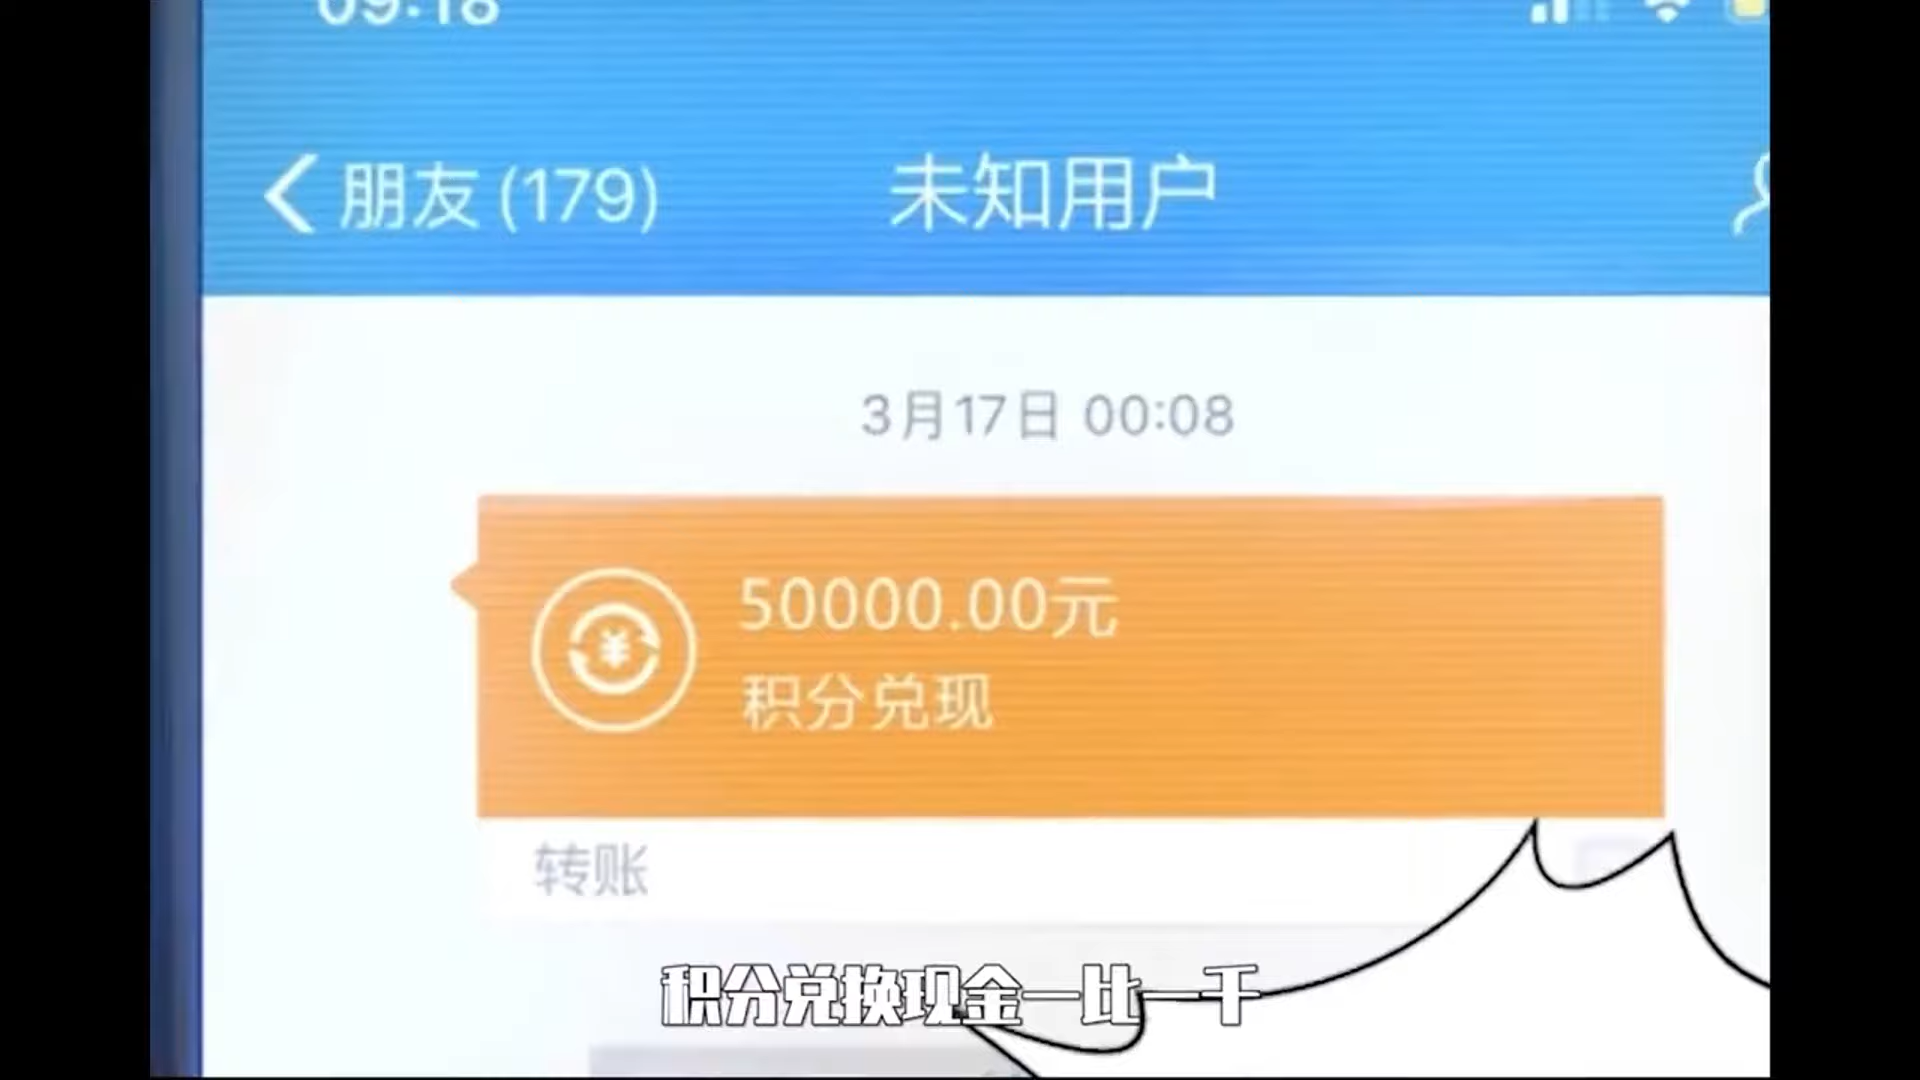 09:18
朋友 (179)
未知用户
3月17日 00:08
50000.00元
积分兑现
转账
积分兑换现金一比一千